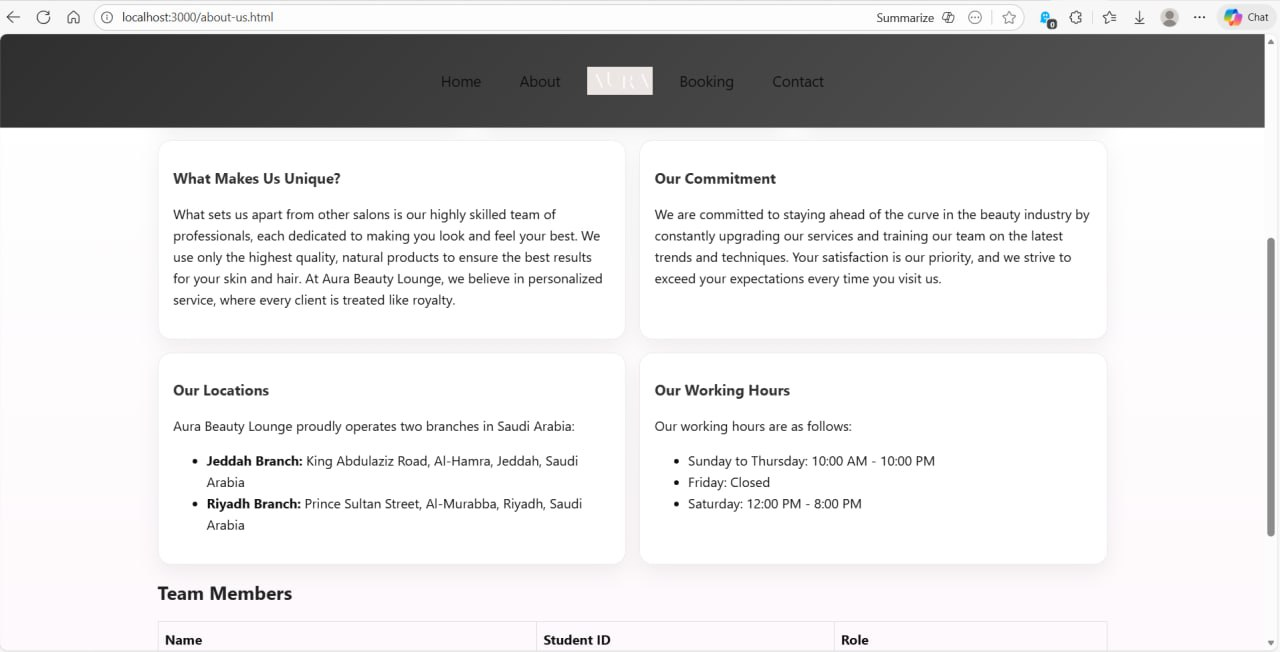 localhost:3000/about-us.html
Summarize
0
Chat
Home About AURA Booking Contact
What Makes Us Unique?
What sets us apart from other salons is our highly skilled team of
professionals, each dedicated to making you look and feel your best. We
use only the highest quality, natural products to ensure the best results
for your skin and hair. At Aura Beauty Lounge, we believe in personalized
service, where every client is treated like royalty.
Our Commitment
We are committed to staying ahead of the curve in the beauty industry by
constantly upgrading our services and training our team on the latest
trends and techniques. Your satisfaction is our priority, and we strive to
exceed your expectations every time you visit us.
Our Locations
Aura Beauty Lounge proudly operates two branches in Saudi Arabia:
• Jeddah Branch: King Abdulaziz Road, Al-Hamra, Jeddah, Saudi
Arabia
• Riyadh Branch: Prince Sultan Street, Al-Murabba, Riyadh, Saudi
Arabia
Our Working Hours
Our working hours are as follows:
• Sunday to Thursday: 10:00 AM - 10:00 PM
• Friday: Closed
• Saturday: 12:00 PM - 8:00 PM
Team Members
Name Student ID Role